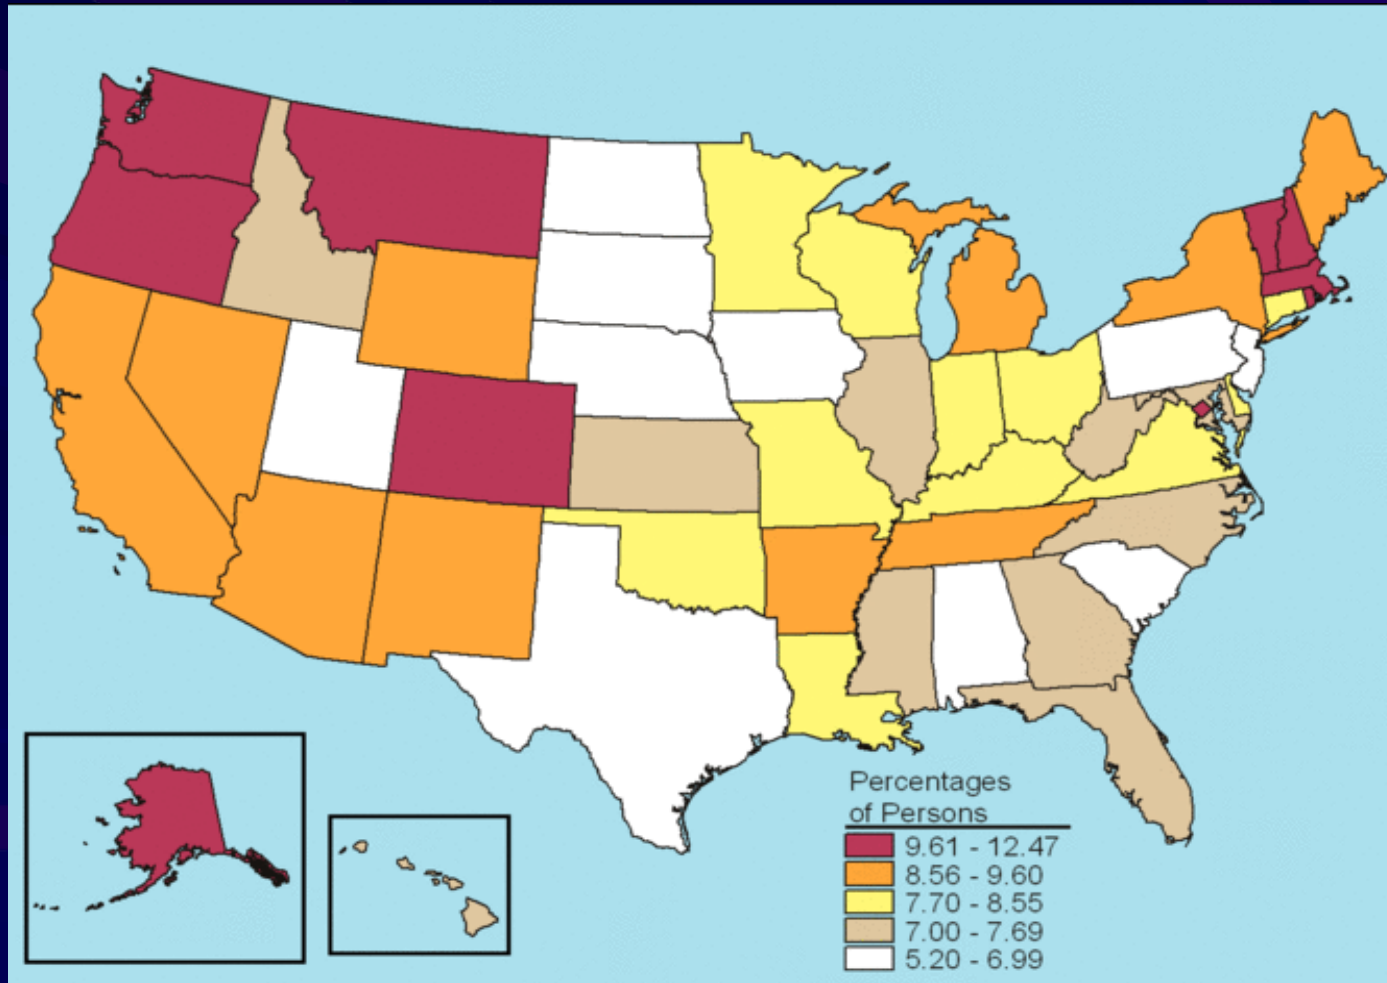 Percentages
of Persons
9.61 - 12.47
8.56 - 9.60
7.70 - 8.55
7.00 - 7.69
5.20 - 6.99